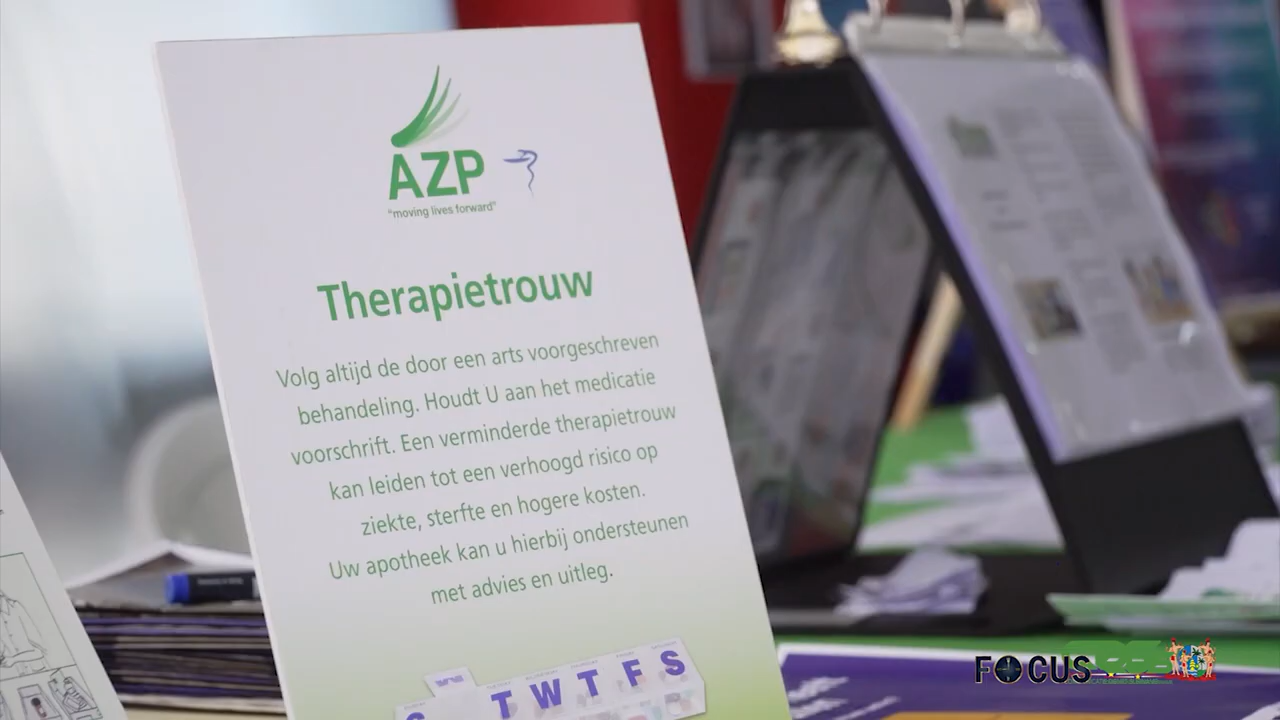 AZP
"moving lives forward"
Therapietrouw
Volg altijd de door een arts voorgeschreven
behandeling. Houdt U aan het medicatie
voorschrift. Een verminderde therapietrouw
kan leiden tot een verhoogd risico op
ziekte, sterfte en hogere kosten.
Uw apotheek kan u hierbij ondersteunen
met advies en uitleg.
T W T F S
FOCUS